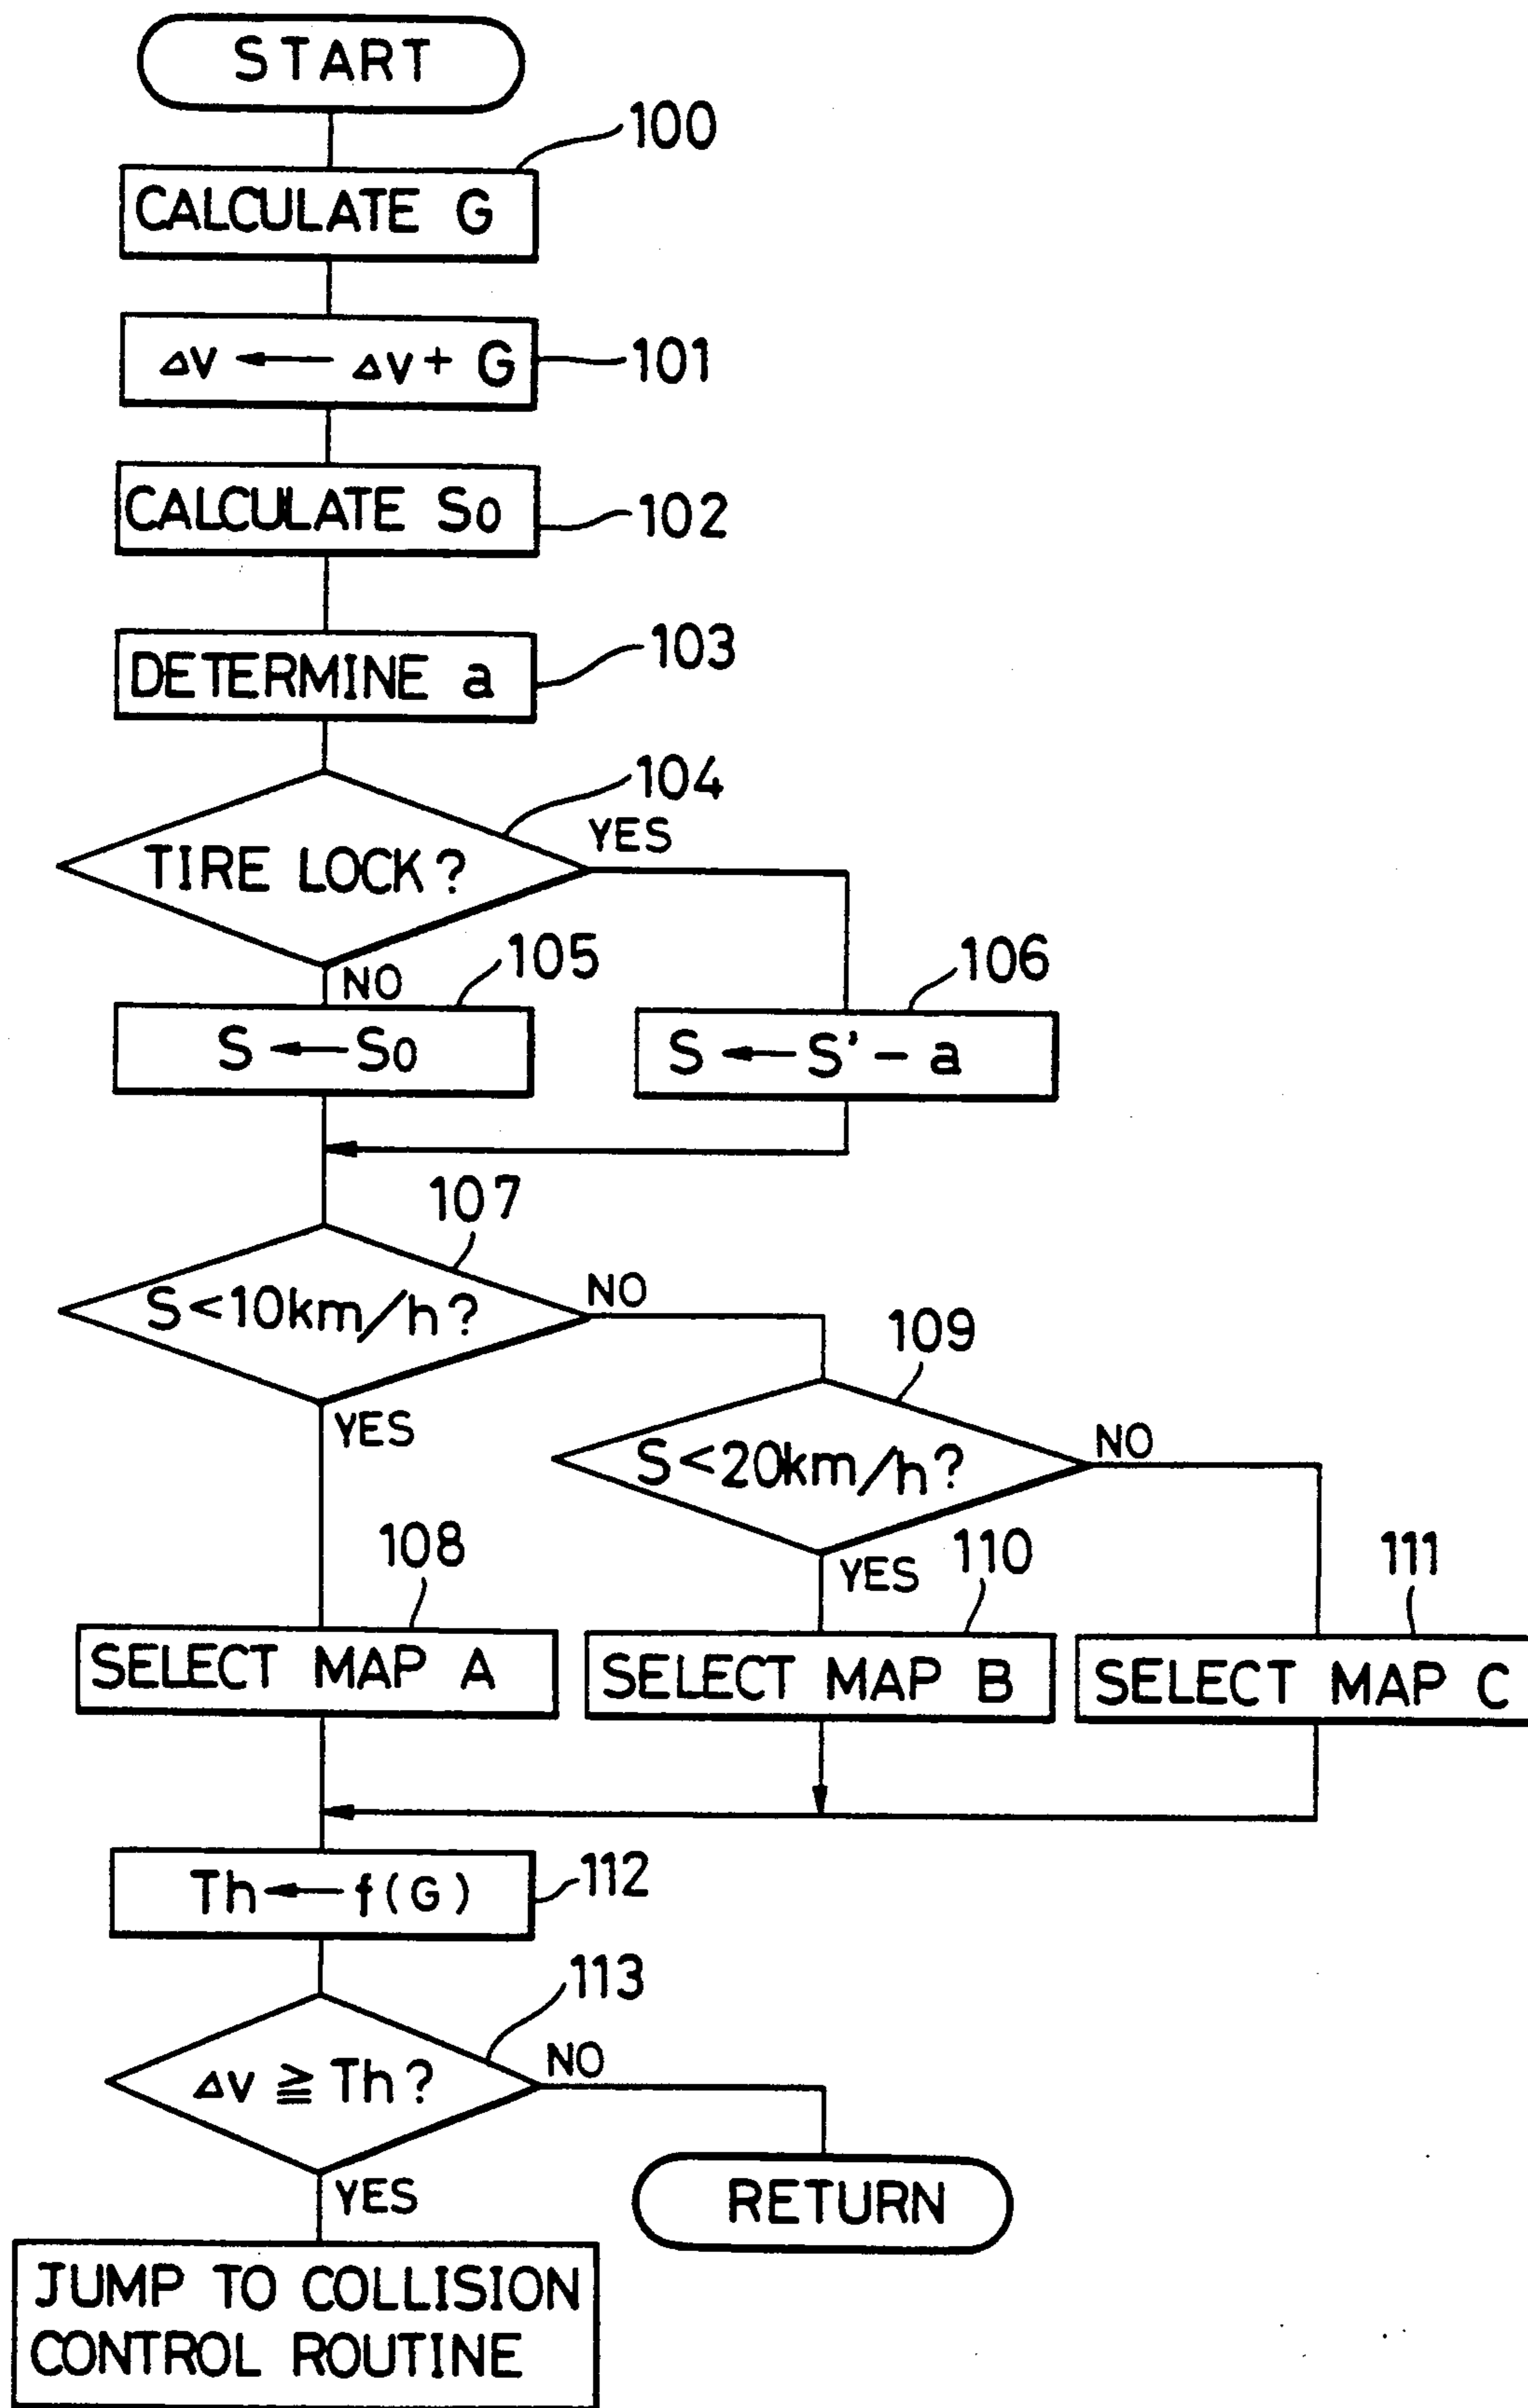 START
100
CALCULATE G
Δv ← Δv + G
101
CALCULATE So
102
103
DETERMINE a
104
YES
TIRE LOCK?
NO
105
106
S ← So
S ← S' - a
107
S<10km/h?
NO
109
YES
S<20km/h?
NO
108
YES
110
111
SELECT MAP A
SELECT MAP B
SELECT MAP C
Th ← f(G)
112
113
Δv ≧ Th?
NO
YES
RETURN
JUMP TO COLLISION
CONTROL ROUTINE